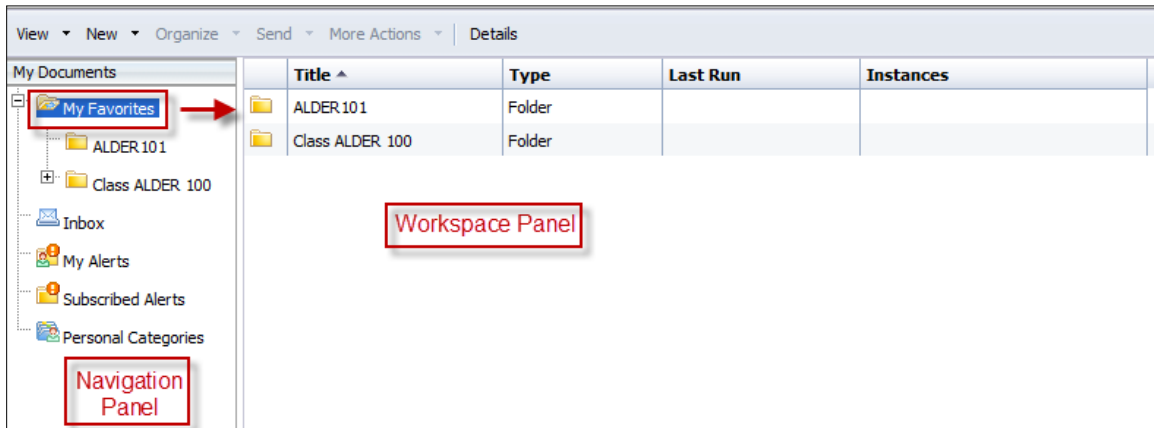 View New Organize Send More Actions Details
My Documents Title Type Last Run Instances
My Favorites ALDER101 Folder
ALDER101 Class ALDER 100 Folder
Class ALDER 100
Inbox
My Alerts
Subscribed Alerts
Personal Categories
Workspace Panel
Navigation
Panel